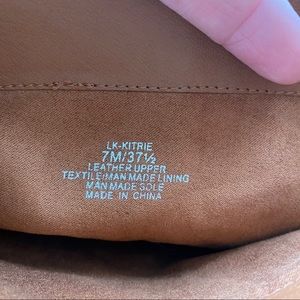 LK-KITRIE
7M/37½
LEATHER UPPER
TEXTILE/MAN MADE LINING
MAN MADE SOLE
MADE IN CHINA